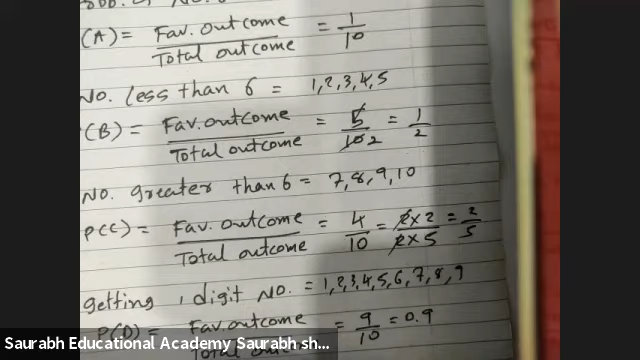 No.
(A) = Fav. outcome / Total outcome = 1/10
No. less than 6 = 1,2,3,4,5
(B) = Fav. outcome / Total outcome = 5/10 2 = 1/2
No. greater than 6 = 7,8,9,10
P(C) = Fav. outcome / Total outcome = 4/10 = 2×2/2×5 = 2/5
getting 1 digit No. = 1,2,3,4,5,6,7,8,9
P(D) = Fav. outcome / Total = 9/10 = 0.9
Saurabh Educational Academy Saurabh sh...